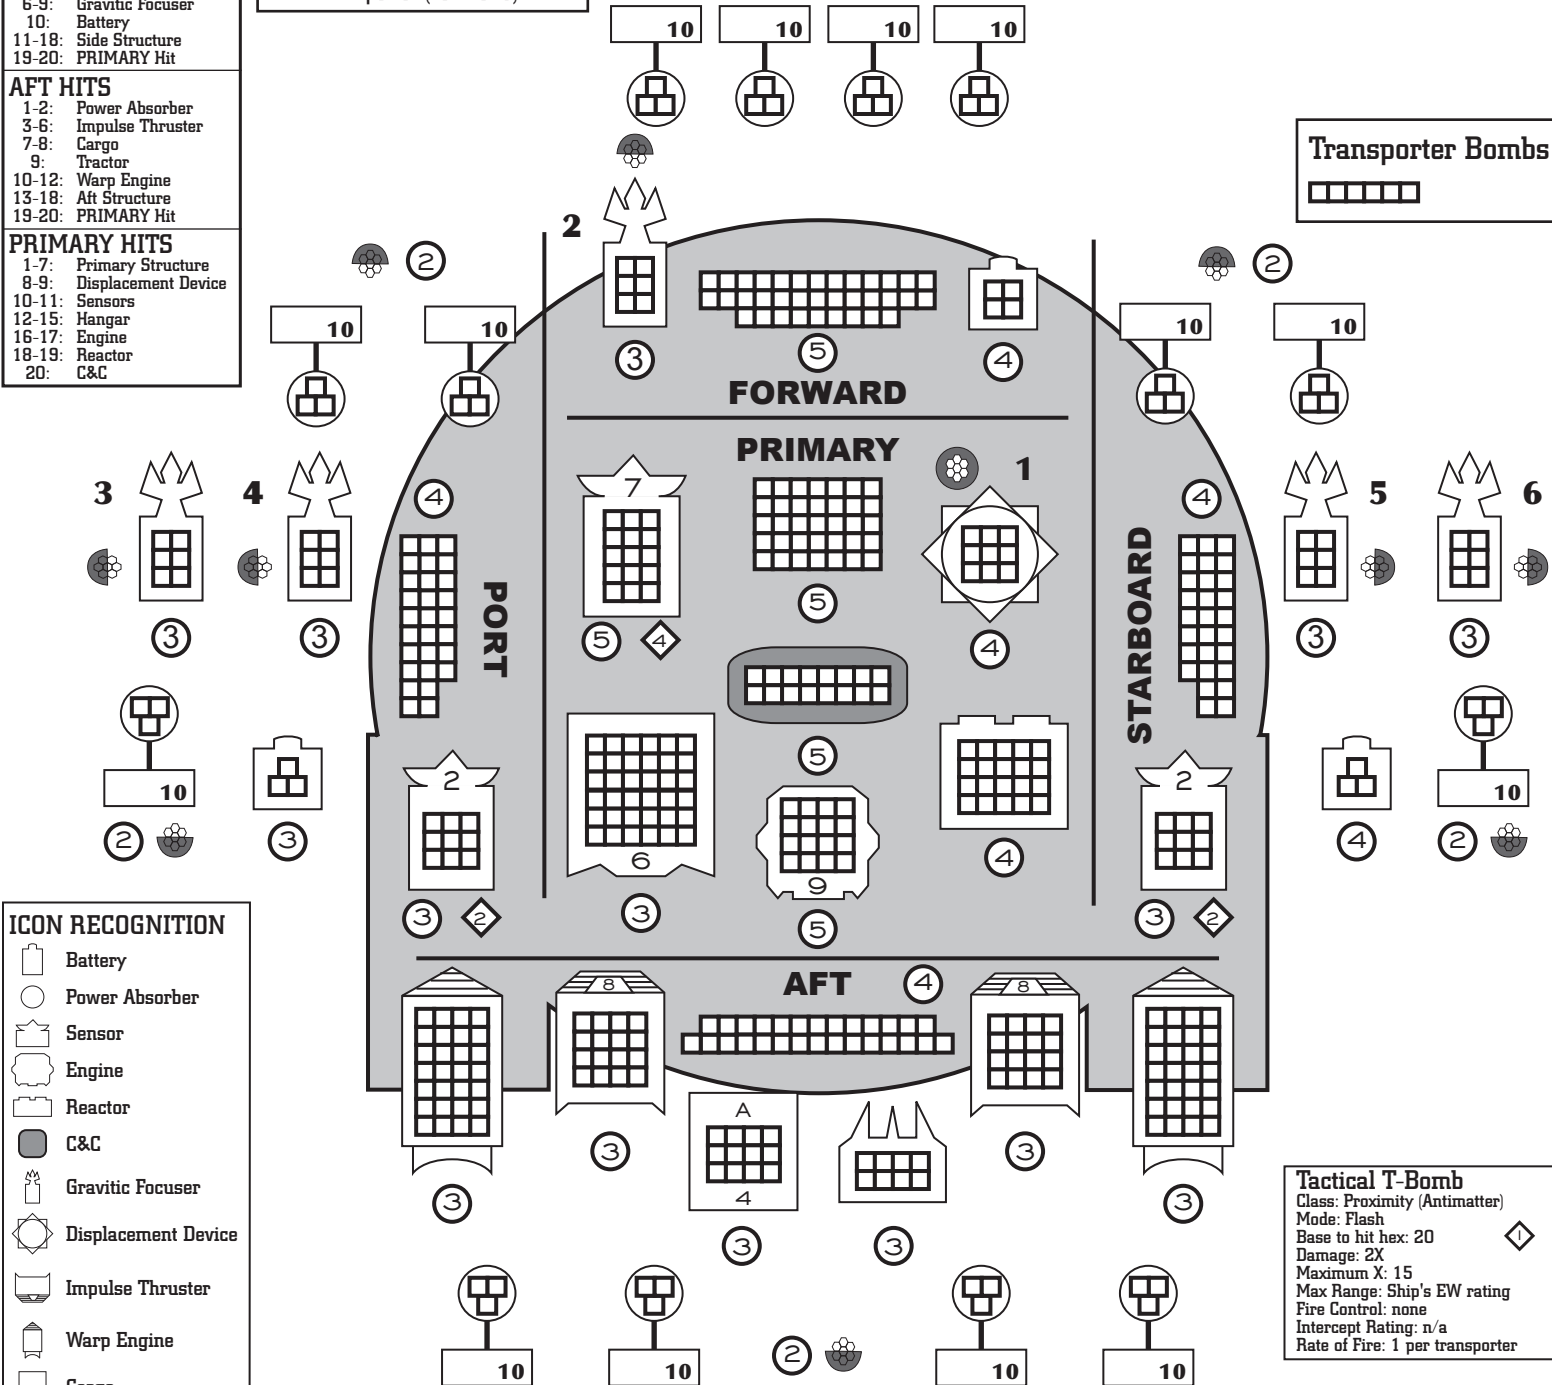 6-9: Gravitic Focuser
10: Battery
11-18: Side Structure
19-20: PRIMARY Hit
AFT HITS
1-2: Power Absorber
3-6: Impulse Thruster
7-8: Cargo
9: Tractor
10-12: Warp Engine
13-18: Aft Structure
19-20: PRIMARY Hit
PRIMARY HITS
1-7: Primary Structure
8-9: Displacement Device
10-11: Sensors
12-15: Hangar
16-17: Engine
18-19: Reactor
20: C&C
10 10 10 10
Transporter Bombs
2
2 2
10 10 10 10
3 5 4
FORWARD
PRIMARY
1
7
3 4 4 4 5 6
PORT
STARBOARD
5 4 5 4
3 3 3 3
5
2 2
10 10
2 3 4 2
6 9 4
3 2 3 5 3 2
AFT 4
8 8
A
4
3 3 3 3
3 3
2
10 10 10 10
ICON RECOGNITION
Battery
Power Absorber
Sensor
Engine
Reactor
C&C
Gravitic Focuser
Displacement Device
Impulse Thruster
Warp Engine
Tactical T-Bomb
Class: Proximity (Antimatter)
Mode: Flash
Base to hit hex: 20
1
Damage: 2X
Maximum X: 15
Max Range: Ship's EW rating
Fire Control: none
Intercept Rating: n/a
Rate of Fire: 1 per transporter